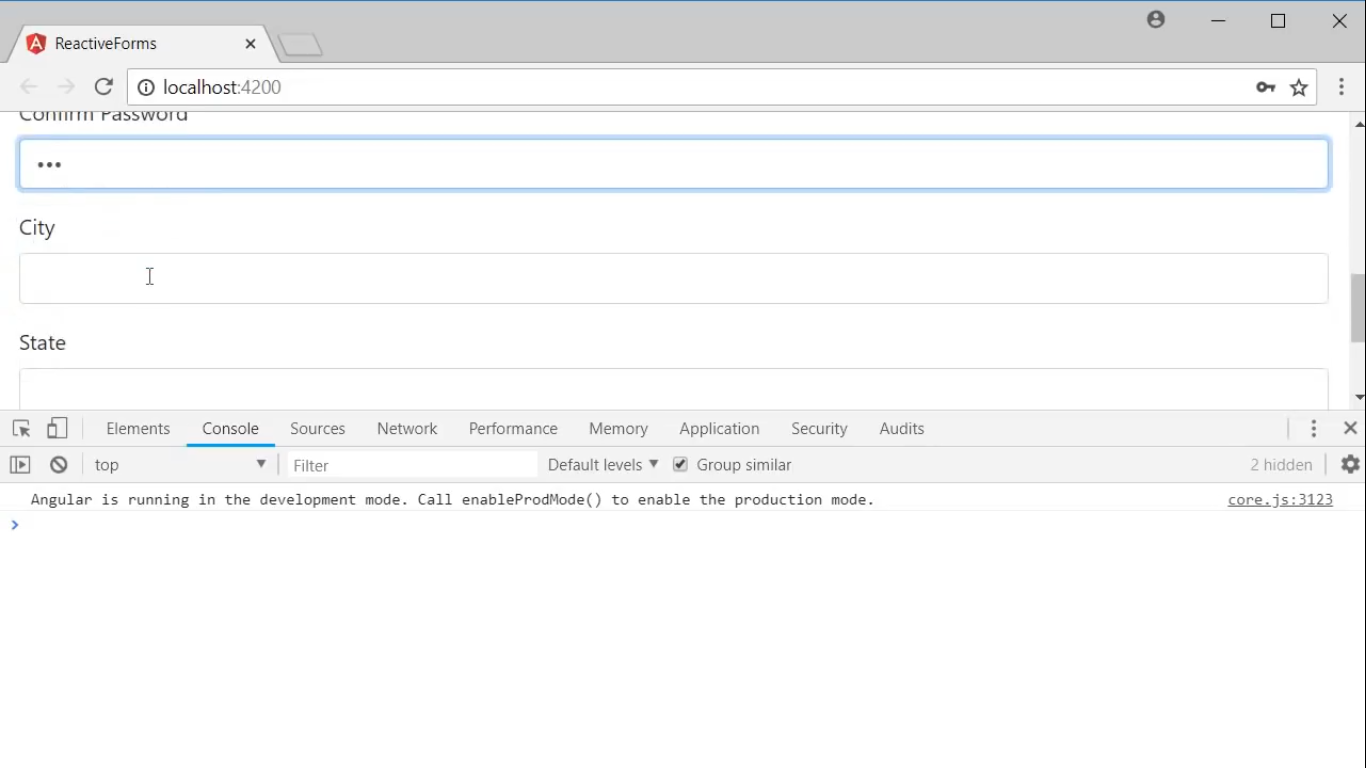 ReactiveForms
localhost:4200
Confirm Password
•••
City
State
Elements Console Sources Network Performance Memory Application Security Audits
top Filter Default levels Group similar 2 hidden
Angular is running in the development mode. Call enableProdMode() to enable the production mode. core.js:3123